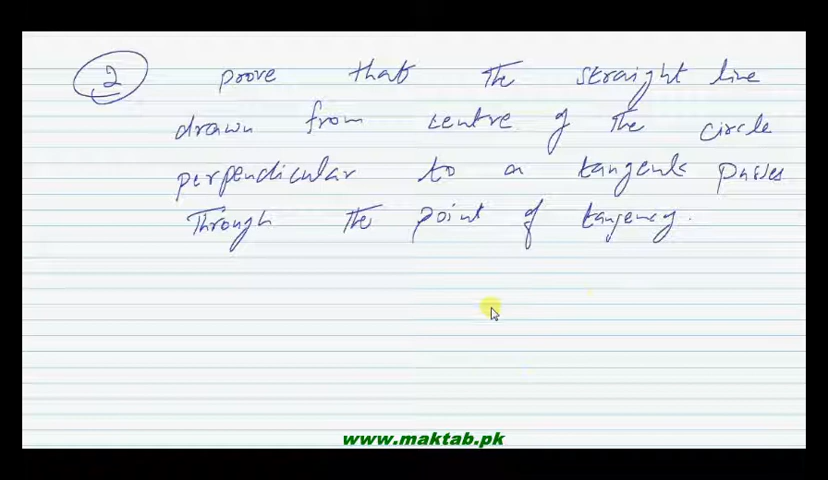 2 prove that the straight line
drawn from centre of the circle
perpendicular to a tangent passes
Through the point of tangency.
www.maktab.pk